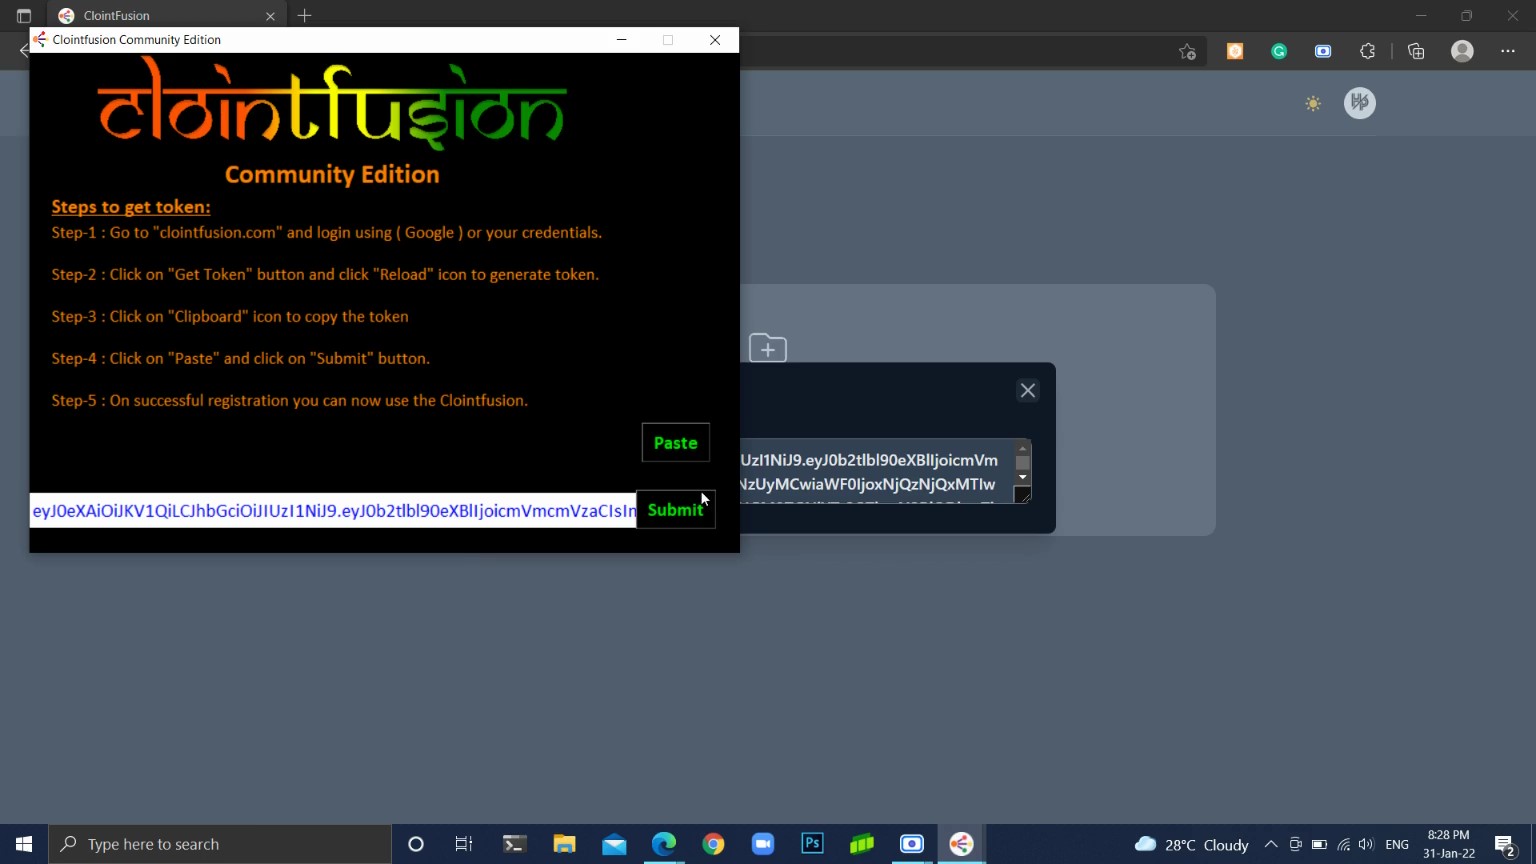 ClointFusion
Clointfusion Community Edition
clointfusion
Community Edition
Steps to get token:
Step-1 : Go to "clointfusion.com" and login using ( Google ) or your credentials.
Step-2 : Click on "Get Token" button and click "Reload" icon to generate token.
Step-3 : Click on "Clipboard" icon to copy the token
Step-4 : Click on "Paste" and click on "Submit" button.
Step-5 : On successful registration you can now use the Clointfusion.
Paste
UzI1NiJ9.eyJ0b2tlbl90eXBlIjoicmVm
NzUyMCwiaWF0IjoxNjQzNjQxMTIw
eyJ0eXAiOiJKV1QiLCJhbGciOiJIUzI1NiJ9.eyJ0b2tlbl90eXBlIjoicmVmcmVzaCIsIn
Submit
Type here to search
Ps
28°C Cloudy
ENG
8:28 PM
31-Jan-22
2